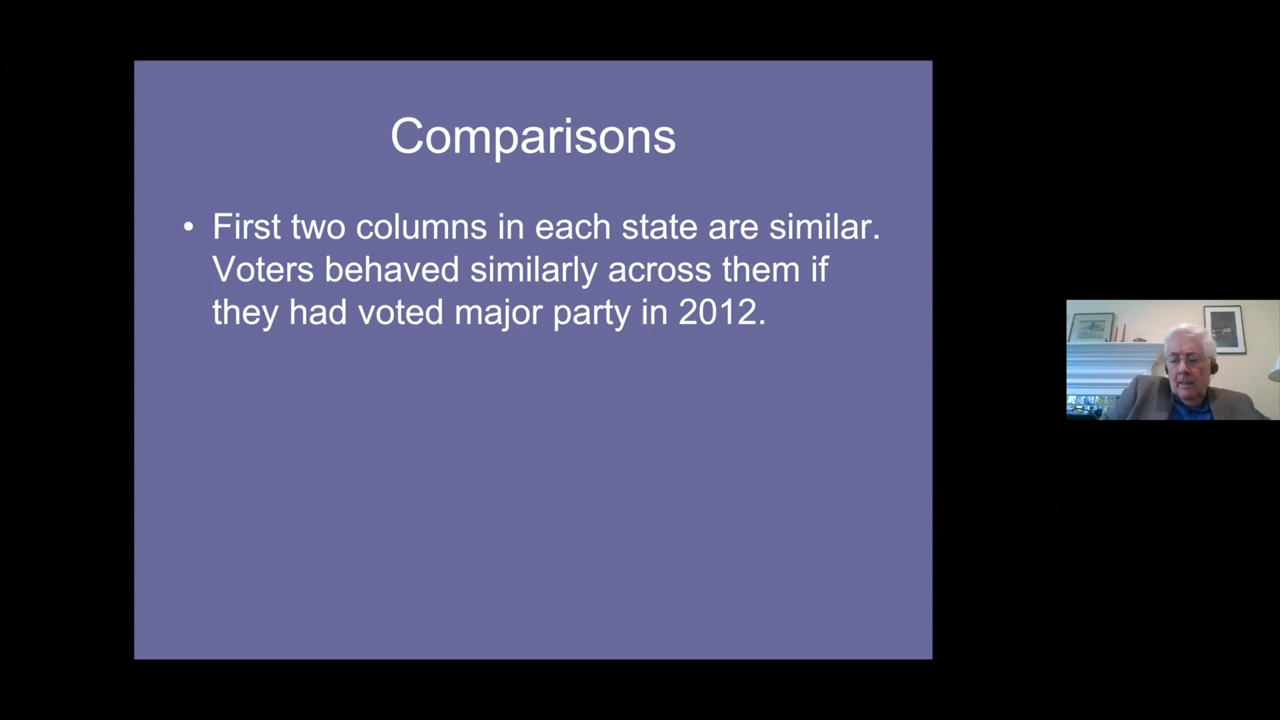 Comparisons
• First two columns in each state are similar.
Voters behaved similarly across them if
they had voted major party in 2012.